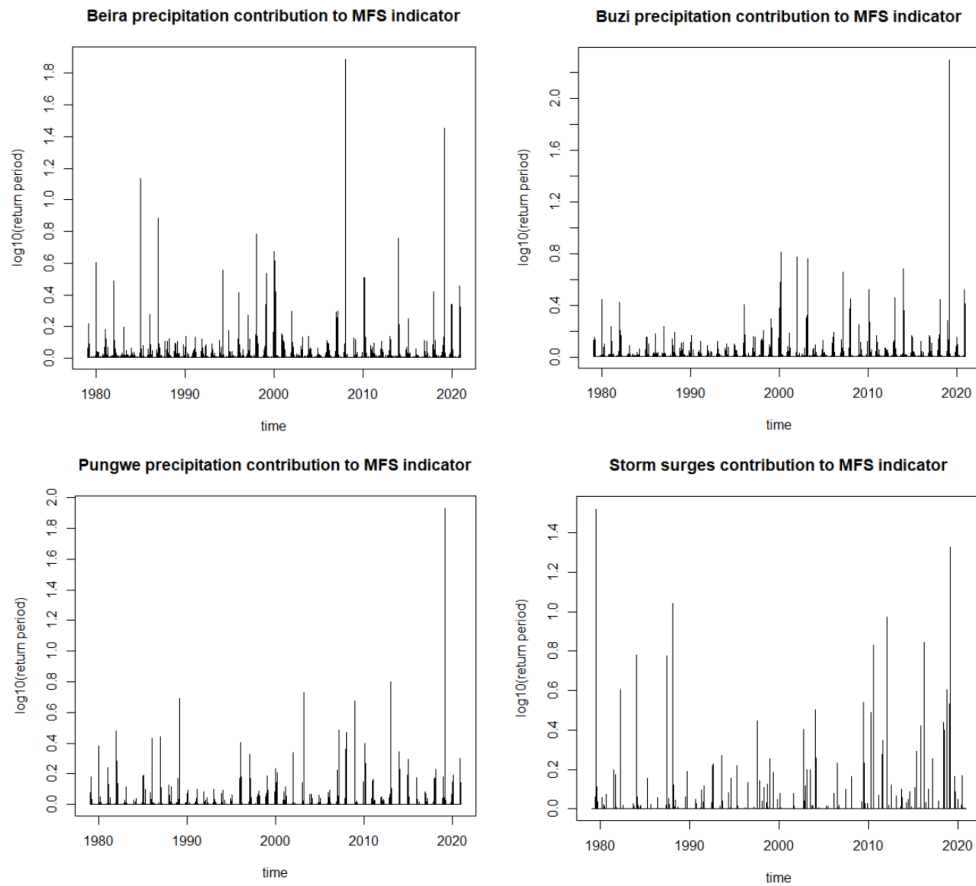 Beira precipitation contribution to MFS indicator
log10(return period)
1.8
1.6
1.4
1.2
1.0
0.8
0.6
0.4
0.2
0.0
1980 1990 2000 2010 2020
time
Buzi precipitation contribution to MFS indicator
log10(return period)
2.0
1.6
1.2
0.8
0.4
0.0
1980 1990 2000 2010 2020
time
Pungwe precipitation contribution to MFS indicator
log10(return period)
2.0
1.8
1.6
1.4
1.2
1.0
0.8
0.6
0.4
0.2
0.0
1980 1990 2000 2010 2020
time
Storm surges contribution to MFS indicator
log10(return period)
1.4
1.2
1.0
0.8
0.6
0.4
0.2
0.0
1980 1990 2000 2010 2020
time